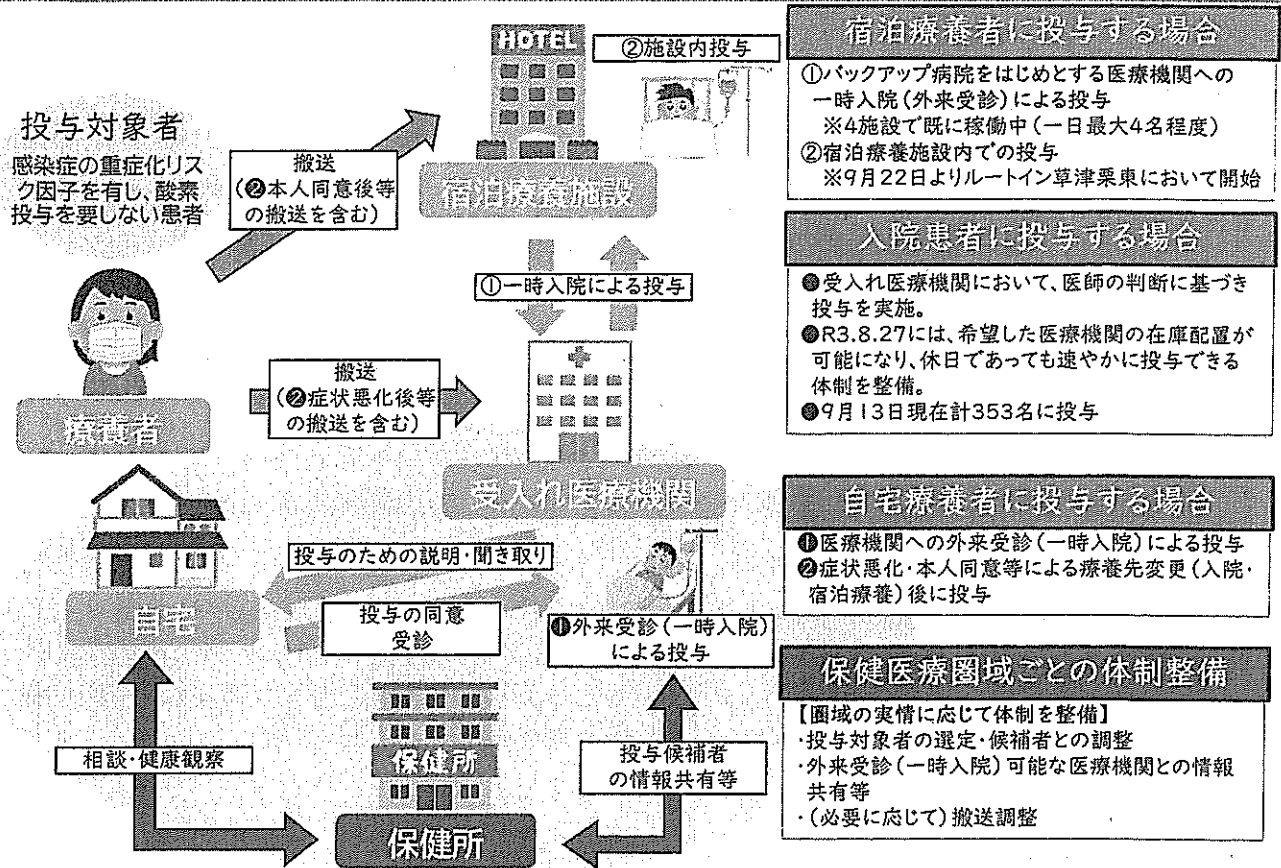 投与対象者
感染症の重症化リス
ク因子を有し、酸素
投与を要しない患者
療養者
搬送
(❷本人同意後等
の搬送を含む)
HOTEL
②施設内投与
宿泊療養施設
①一時入院による投与
搬送
(❷症状悪化後等
の搬送を含む)
受入れ医療機関
投与のための説明・聞き取り
投与の同意
受診
❶外来受診(一時入院)
による投与
相談・健康観察
保健所
保健所
投与候補者
の情報共有等
宿泊療養者に投与する場合
①バックアップ病院をはじめとする医療機関への
一時入院(外来受診)による投与
※4施設で既に稼働中(一日最大4名程度)
②宿泊療養施設内での投与
※9月22日よりルートイン草津栗東において開始
入院患者に投与する場合
●受入れ医療機関において、医師の判断に基づき
投与を実施。
●R3.8.27には、希望した医療機関の在庫配置が
可能になり、休日であっても速やかに投与できる
体制を整備。
●9月13日現在計353名に投与
自宅療養者に投与する場合
❶医療機関への外来受診(一時入院)による投与
❷症状悪化・本人同意等による療養先変更(入院・
宿泊療養)後に投与
保健医療圏域ごとの体制整備
【圏域の実情に応じて体制を整備】
・投与対象者の選定・候補者との調整
・外来受診(一時入院)可能な医療機関との情報
共有等
・(必要に応じて)搬送調整